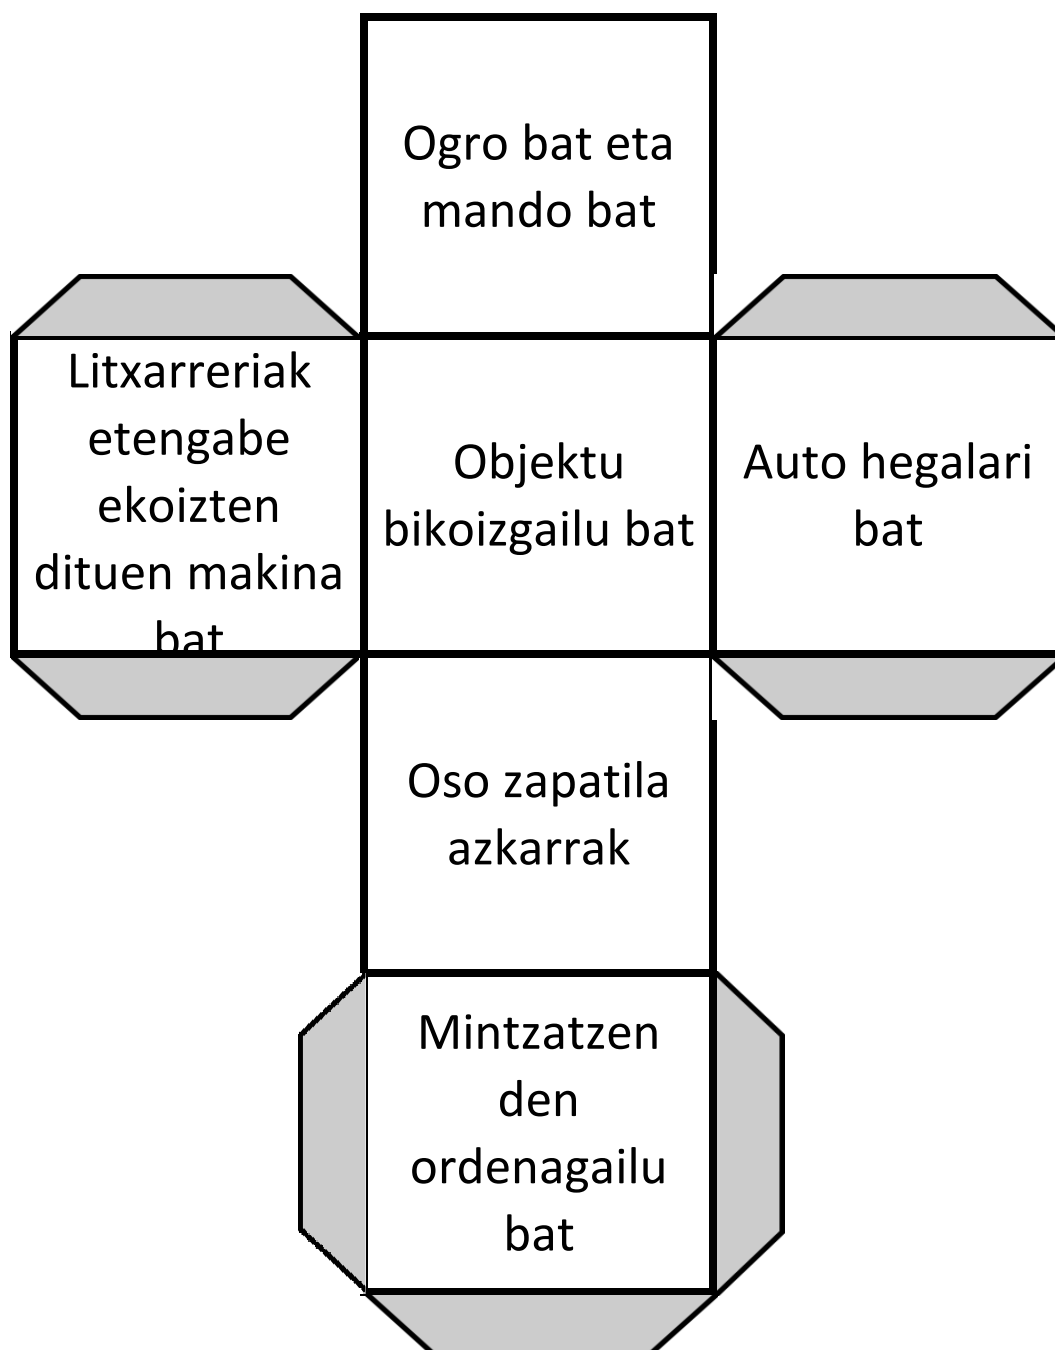 Ogro bat eta
mando bat
Litxarreriak
etengabe
ekoizten
dituen makina
bat
Objektu
bikoizgailu bat
Auto hegalari
bat
Oso zapatila
azkarrak
Mintzatzen
den
ordenagailu
bat